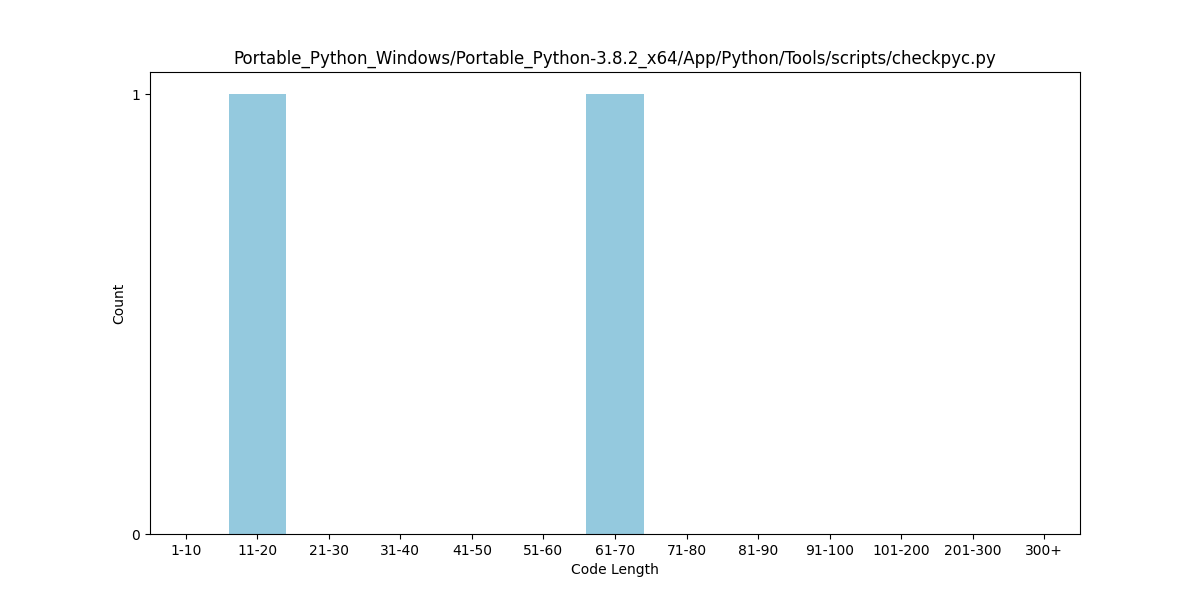 Portable_Python_Windows/Portable_Python-3.8.2_x64/App/Python/Tools/scripts/checkpyc.py
1
Count
0
1-10 11-20 21-30 31-40 41-50 51-60 61-70 71-80 81-90 91-100 101-200 201-300 300+
Code Length